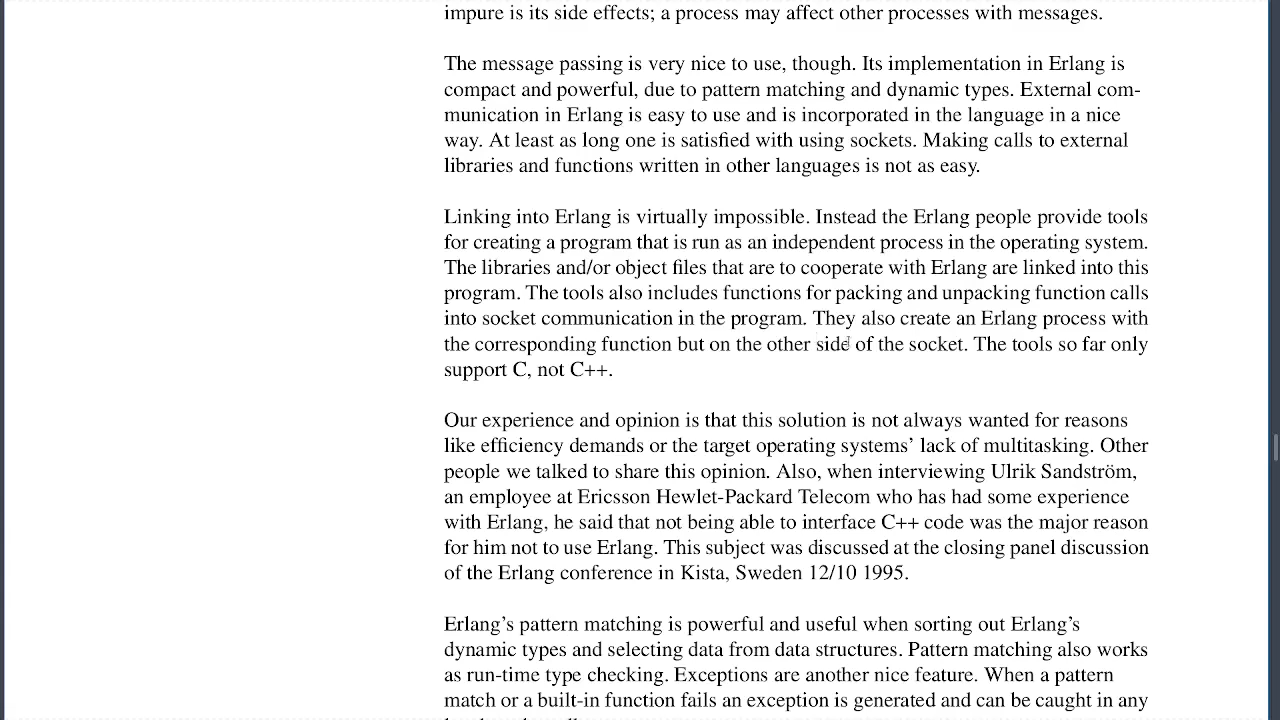 impure is its side effects; a process may affect other processes with messages.
The message passing is very nice to use, though. Its implementation in Erlang is
compact and powerful, due to pattern matching and dynamic types. External com-
munication in Erlang is easy to use and is incorporated in the language in a nice
way. At least as long one is satisfied with using sockets. Making calls to external
libraries and functions written in other languages is not as easy.
Linking into Erlang is virtually impossible. Instead the Erlang people provide tools
for creating a program that is run as an independent process in the operating system.
The libraries and/or object files that are to cooperate with Erlang are linked into this
program. The tools also includes functions for packing and unpacking function calls
into socket communication in the program. They also create an Erlang process with
the corresponding function but on the other side of the socket. The tools so far only
support C, not C++.
Our experience and opinion is that this solution is not always wanted for reasons
like efficiency demands or the target operating systems’ lack of multitasking. Other
people we talked to share this opinion. Also, when interviewing Ulrik Sandström,
an employee at Ericsson Hewlet-Packard Telecom who has had some experience
with Erlang, he said that not being able to interface C++ code was the major reason
for him not to use Erlang. This subject was discussed at the closing panel discussion
of the Erlang conference in Kista, Sweden 12/10 1995.
Erlang’s pattern matching is powerful and useful when sorting out Erlang’s
dynamic types and selecting data from data structures. Pattern matching also works
as run-time type checking. Exceptions are another nice feature. When a pattern
match or a built-in function fails an exception is generated and can be caught in any